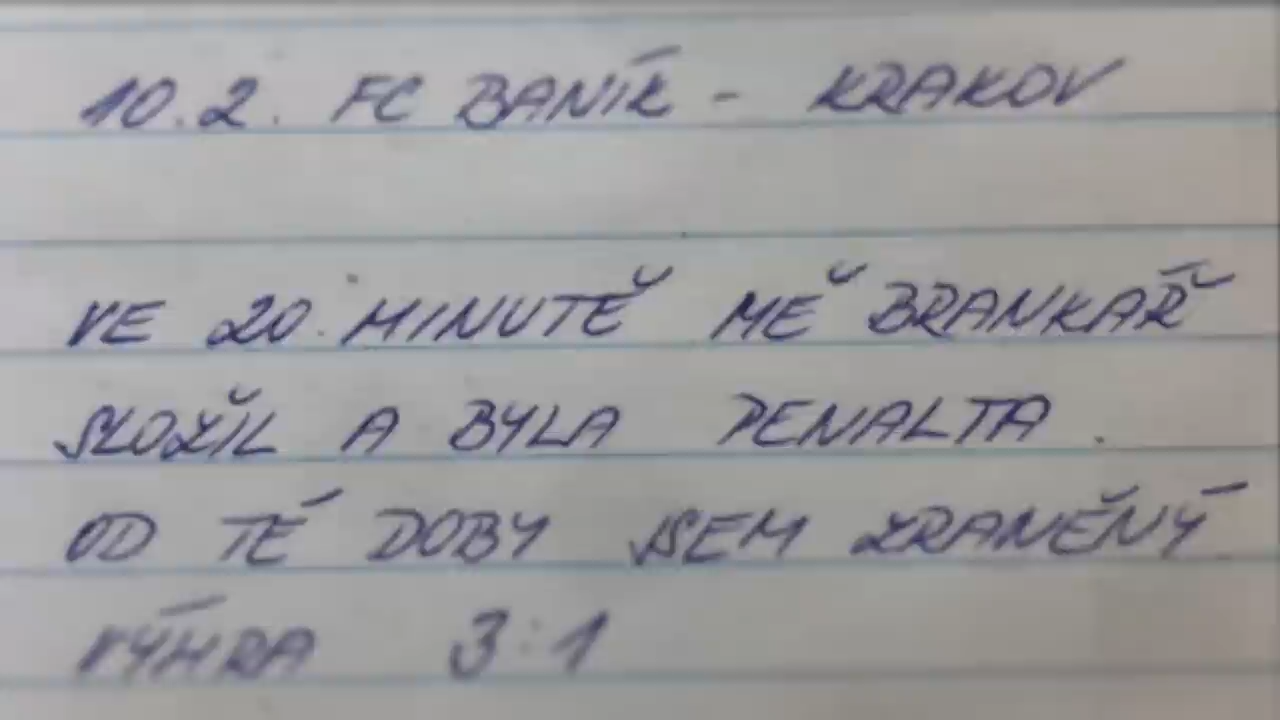 10.2. FC BANÍK - KRAKOV
VE 20. MINUTĚ MĚ BRANKÁŘ
SLOŽIL A BYLA PENALTA.
OD TÉ DOBY JSEM ZRANĚNÝ
VÝHRA 3:1